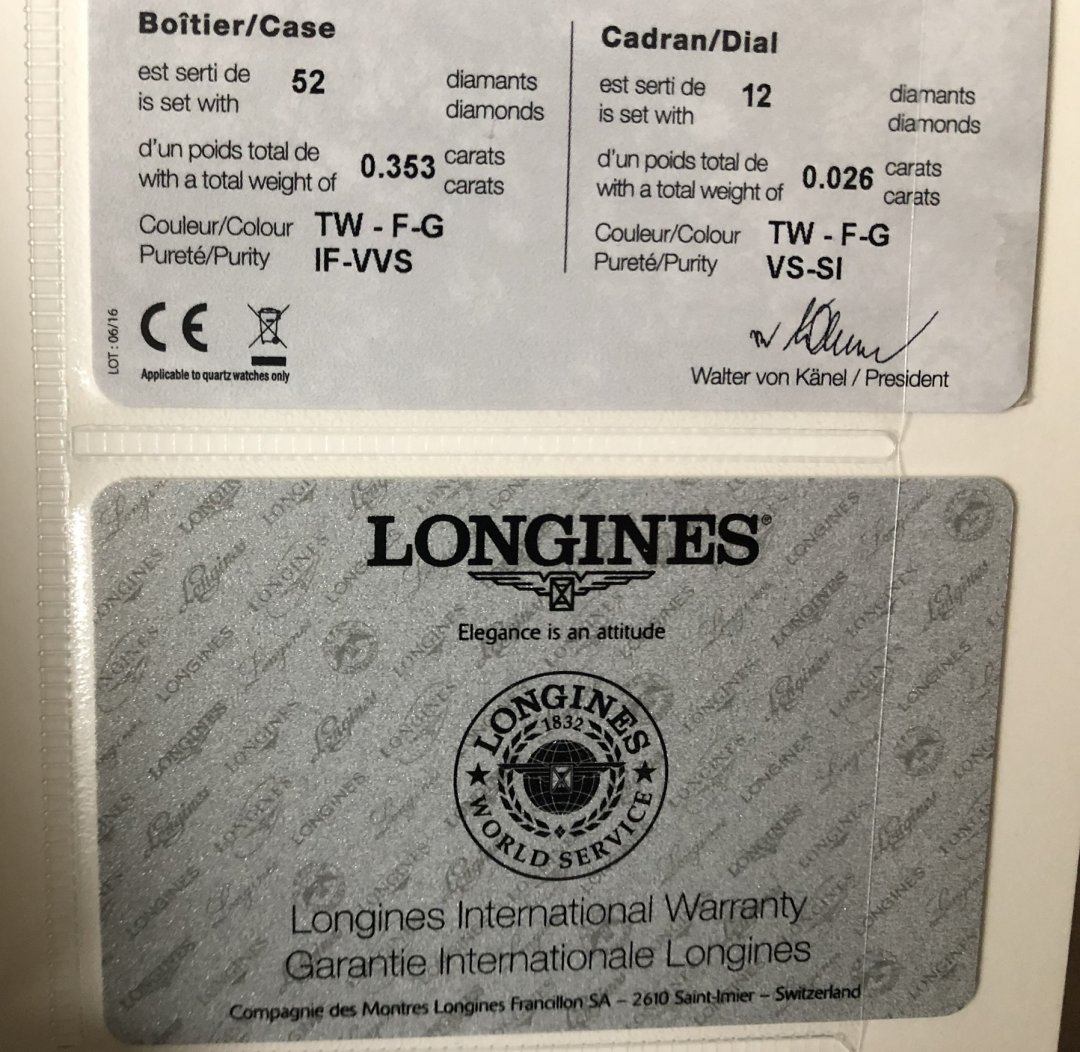 Boîtier/Case
est serti de 52 diamants
is set with diamonds
d'un poids total de 0.353 carats
with a total weight of carats
Couleur/Colour TW - F-G
Pureté/Purity IF-VVS
Cadran/Dial
est serti de 12 diamants
is set with diamonds
d'un poids total de 0.026 carats
with a total weight of carats
Couleur/Colour TW - F-G
Pureté/Purity VS-SI
LOT : 06/16
CE
Applicable to quartz watches only
Walter von Känel / President
LONGINES®
Elegance is an attitude
LONGINES
1832
WORLD SERVICE
Longines International Warranty
Garantie Internationale Longines
Compagnie des Montres Longines Francillon SA – 2610 Saint-Imier – Switzerland